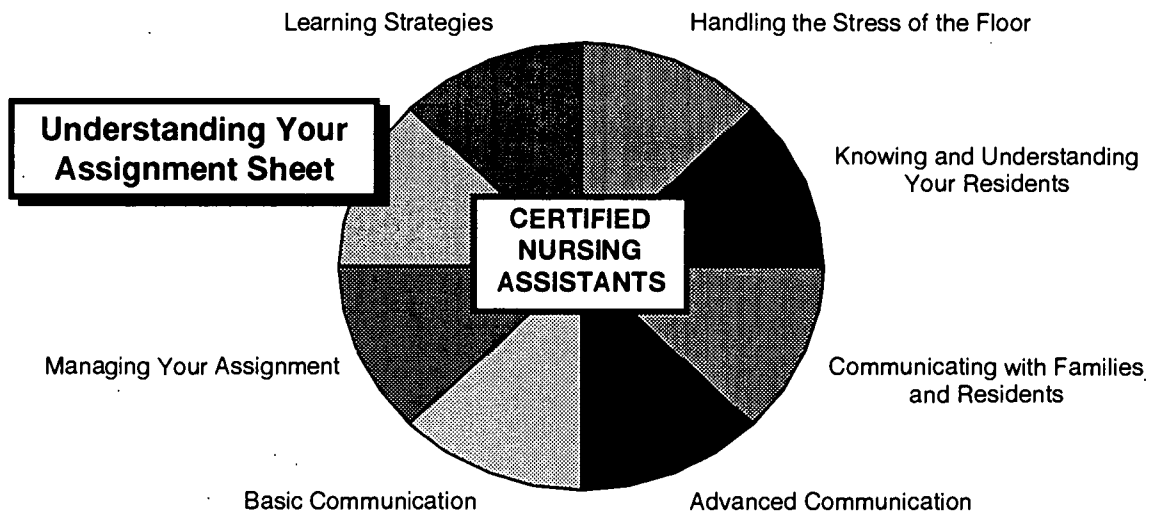 Learning Strategies
Handling the Stress of the Floor
Understanding Your
Assignment Sheet
Knowing and Understanding
Your Residents
CERTIFIED
NURSING
ASSISTANTS
Managing Your Assignment
Communicating with Families
and Residents
Basic Communication
Advanced Communication